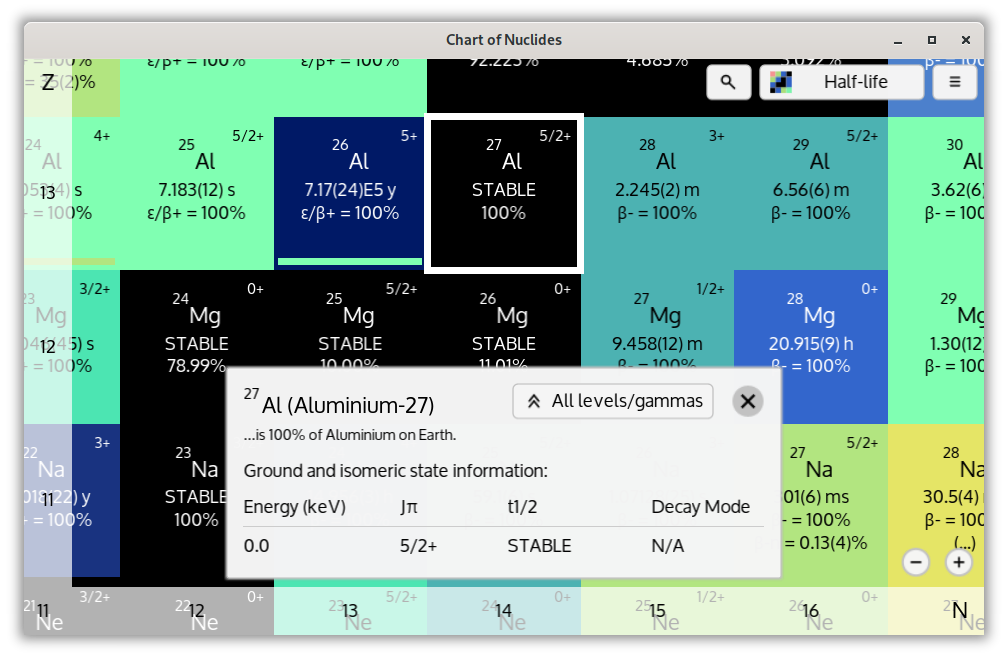 Chart of Nuclides
ε/β+ = 100% ε/β+ = 100% 92.223% 4.685% 3.092%
Z
Half-life
24 Al 4+
s
= 100%
25 Al 5/2+
7.183(12) s
ε/β+ = 100%
26 Al 5+
7.17(24)E5 y
ε/β+ = 100%
27 Al 5/2+
STABLE
100%
28 Al 3+
2.245(2) m
β- = 100%
29 Al 5/2+
6.56(6) m
β- = 100%
30 Al
3.62(6)
β- = 100
13
23 Mg 3/2+
s
= 100%
24 Mg 0+
STABLE
78.99%
25 Mg 5/2+
STABLE
10.00%
26 Mg 0+
STABLE
11.01%
27 Mg 1/2+
9.458(12) m
β- = 100%
28 Mg 0+
20.915(9) h
β- = 100%
29 Mg
1.30(12)
β- = 100
12
22 Na 3+
y
= 100%
23 Na
STABLE
100%
27 Na 5/2+
01(6) ms
- = 100%
= 0.13(4)%
28 Na
30.5(4)
β- = 100
(...)
11
27Al (Aluminium-27)
All levels/gammas
...is 100% of Aluminium on Earth.
Ground and isomeric state information:
Energy (keV) Jπ t1/2 Decay Mode
0.0 5/2+ STABLE N/A
21 Ne 3/2+
22 Ne 0+
23 Ne 5/2+
24 Ne 0+
25 Ne 1/2+
26 Ne 0+
27 Ne
11 12 13 14 15 16 N